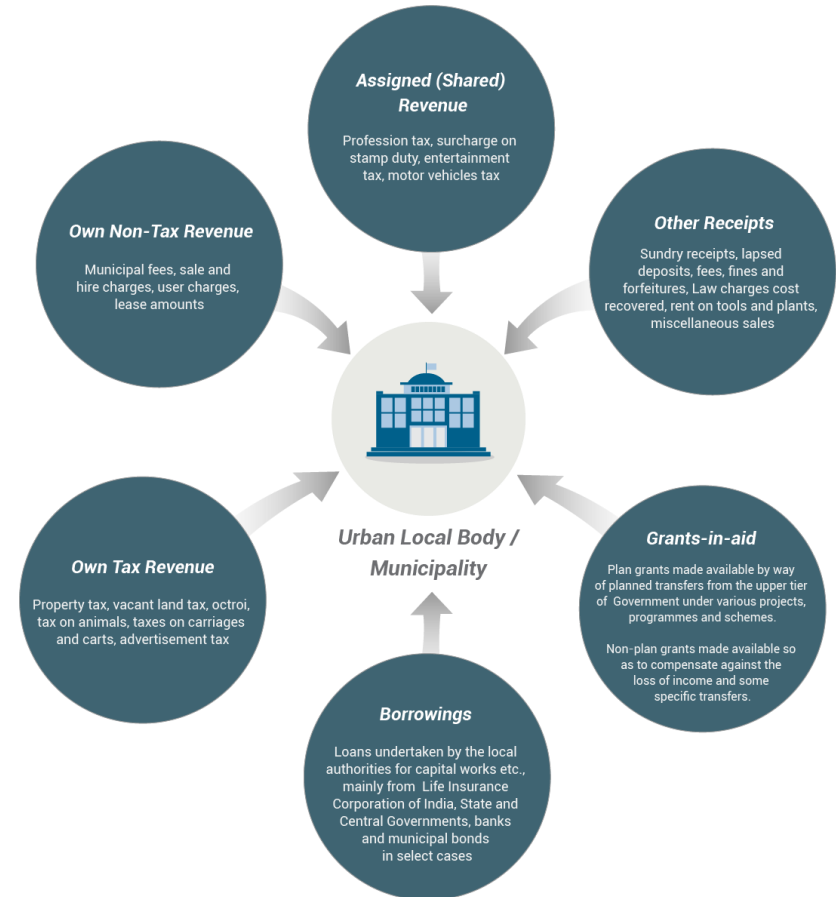 Assigned (Shared)
Revenue
Profession tax, surcharge on
stamp duty, entertainment
tax, motor vehicles tax
Own Non-Tax Revenue
Municipal fees, sale and
hire charges, user charges,
lease amounts
Other Receipts
Sundry receipts, lapsed
deposits, fees, fines and
forfeitures, Law charges cost
recovered, rent on tools and plants,
miscellaneous sales
Urban Local Body /
Municipality
Own Tax Revenue
Property tax, vacant land tax, octroi,
tax on animals, taxes on carriages
and carts, advertisement tax
Grants-in-aid
Plan grants made available by way
of planned transfers from the upper tier
of Government under various projects,
programmes and schemes.
Non-plan grants made available so
as to compensate against the
loss of income and some
specific transfers.
Borrowings
Loans undertaken by the local
authorities for capital works etc.,
mainly from Life Insurance
Corporation of India, State and
Central Governments, banks
and municipal bonds
in select cases